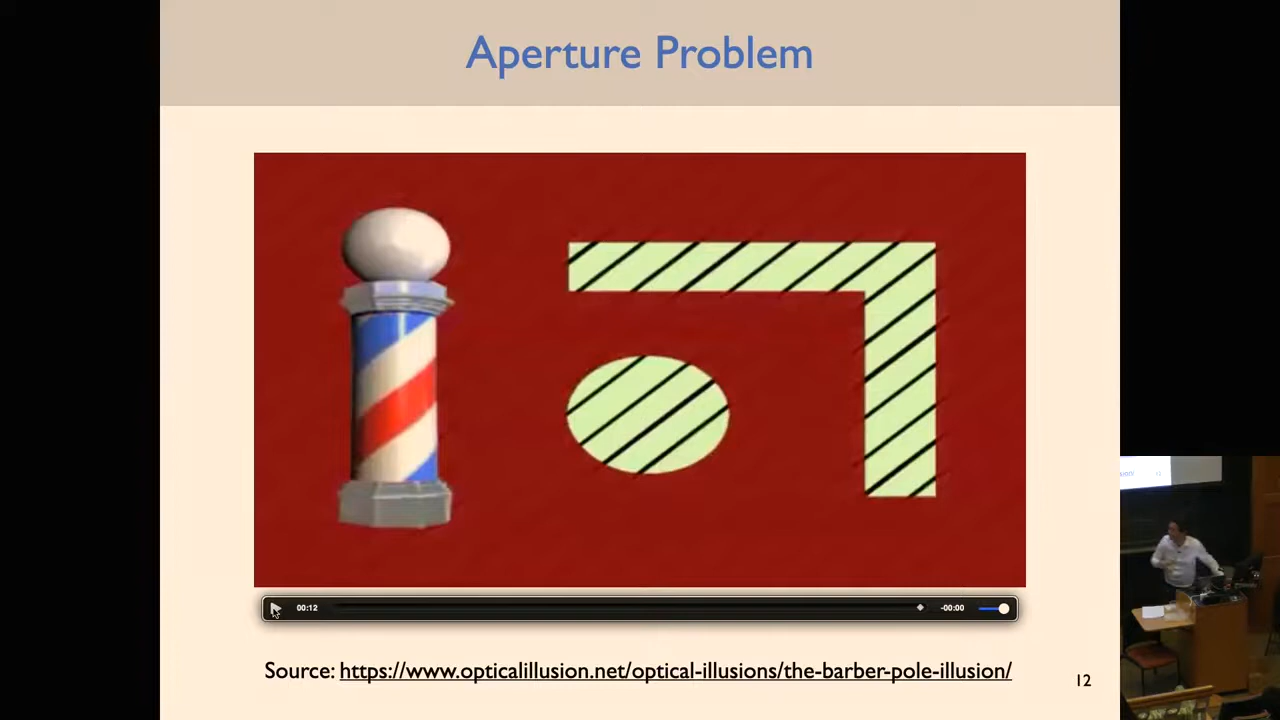 Aperture Problem
00:12
-00:00
Source: https://www.opticalillusion.net/optical-illusions/the-barber-pole-illusion/
12